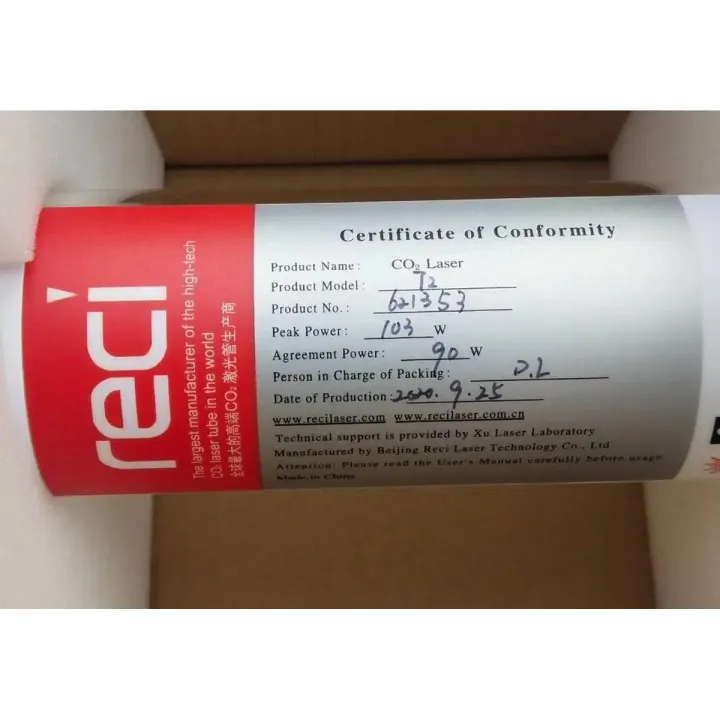 reci
The largest manufacturer of the high-tech
CO₂ laser tube in the world
全球最大的高端CO₂激光管生产商
Certificate of Conformity
Product Name: CO₂ Laser
Product Model: T2
Product No.: 621353
Peak Power: 103 W
Agreement Power: 90 W
Person in Charge of Packing: D.L
Date of Production: 2020.9.25
www.recilaser.com www.recilaser.com.cn
Technical support is provided by Xu Laser Laboratory
Manufactured by Beijing Reci Laser Technology Co., Ltd
Attention: Please read the User's Manual carefully before usage
Made in China